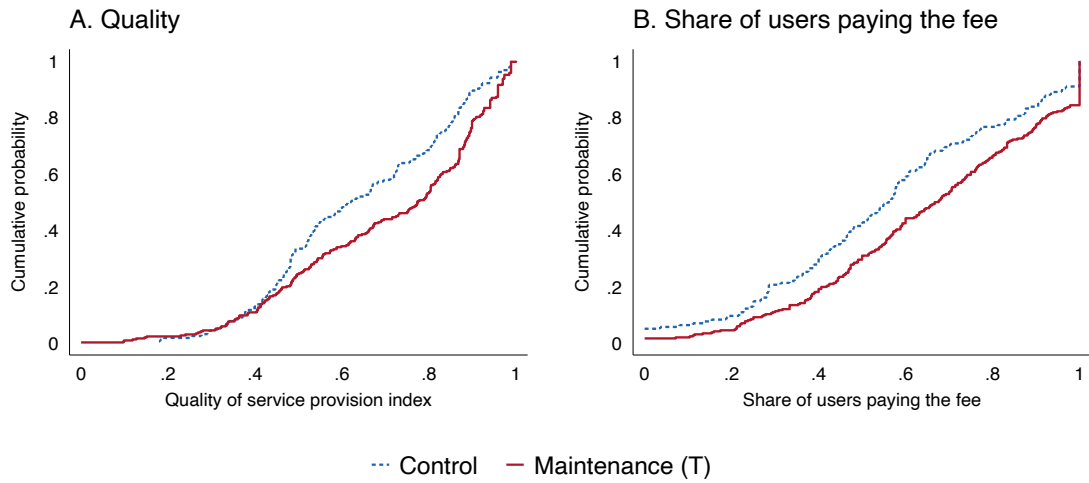 A. Quality
Cumulative probability
1
.8
.6
.4
.2
0
0 .2 .4 .6 .8 1
Quality of service provision index
B. Share of users paying the fee
Cumulative probability
1
.8
.6
.4
.2
0
0 .2 .4 .6 .8 1
Share of users paying the fee
Control Maintenance (T)